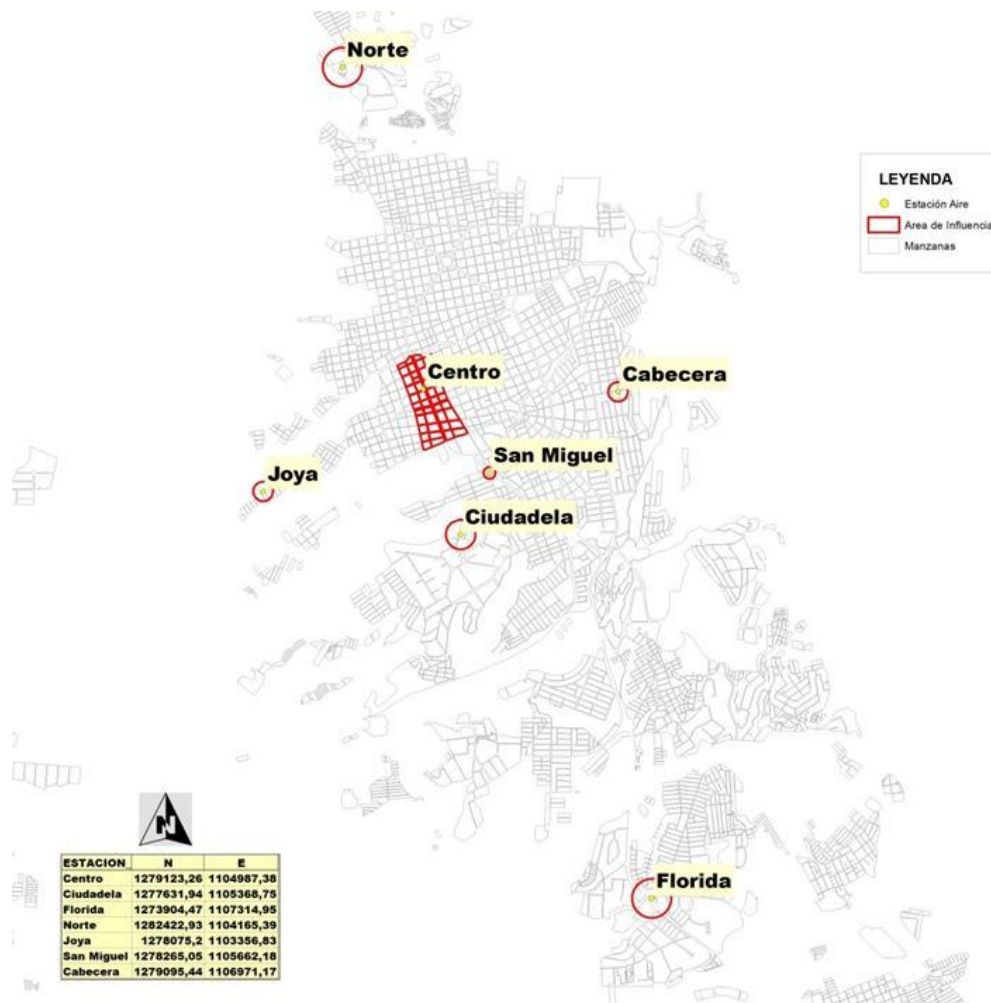 Norte
LEYENDA
Estación Aire
Area de Influencia
Manzanas
Centro
Cabecera
San Miguel
Joya
Ciudadela
N
ESTACION N E
Centro 1279123,26 1104987,38
Ciudadela 1277631,94 1105368,75
Florida 1273904,47 1107314,95
Norte 1282422,93 1104165,39
Joya 1278075,2 1103356,83
San Miguel 1278265,05 1105662,18
Cabecera 1279095,44 1106971,17
Florida